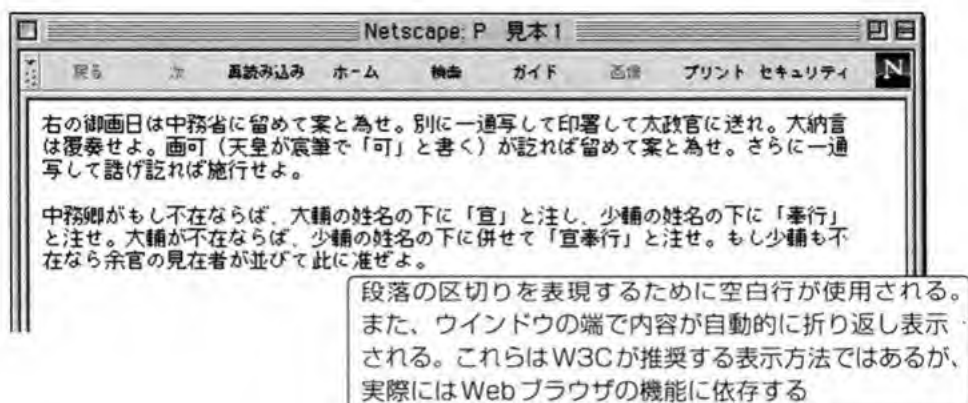 Netscape: P 見本1
戻る 次 再読み込み ホーム 検索 ガイド 画像 プリント セキュリティ N
右の御画日は中務省に留めて案と為せ。別に一通写して印署して太政官に送れ。大納言
は覆奏せよ。画可（天皇が宸筆で「可」と書く）が訖れば留めて案と為せ。さらに一通
写して誥げ訖れば施行せよ。
中務卿がもし不在ならば、大輔の姓名の下に「宣」と注し、少輔の姓名の下に「奉行」
と注せ。大輔が不在ならば、少輔の姓名の下に併せて「宣奉行」と注せ。もし少輔も不
在なら余官の見在者が並びて此に准ぜよ。
段落の区切りを表現するために空白行が使用される。
また、ウインドウの端で内容が自動的に折り返し表示
される。これらはW3Cが推奨する表示方法ではあるが、
実際にはWebブラウザの機能に依存する